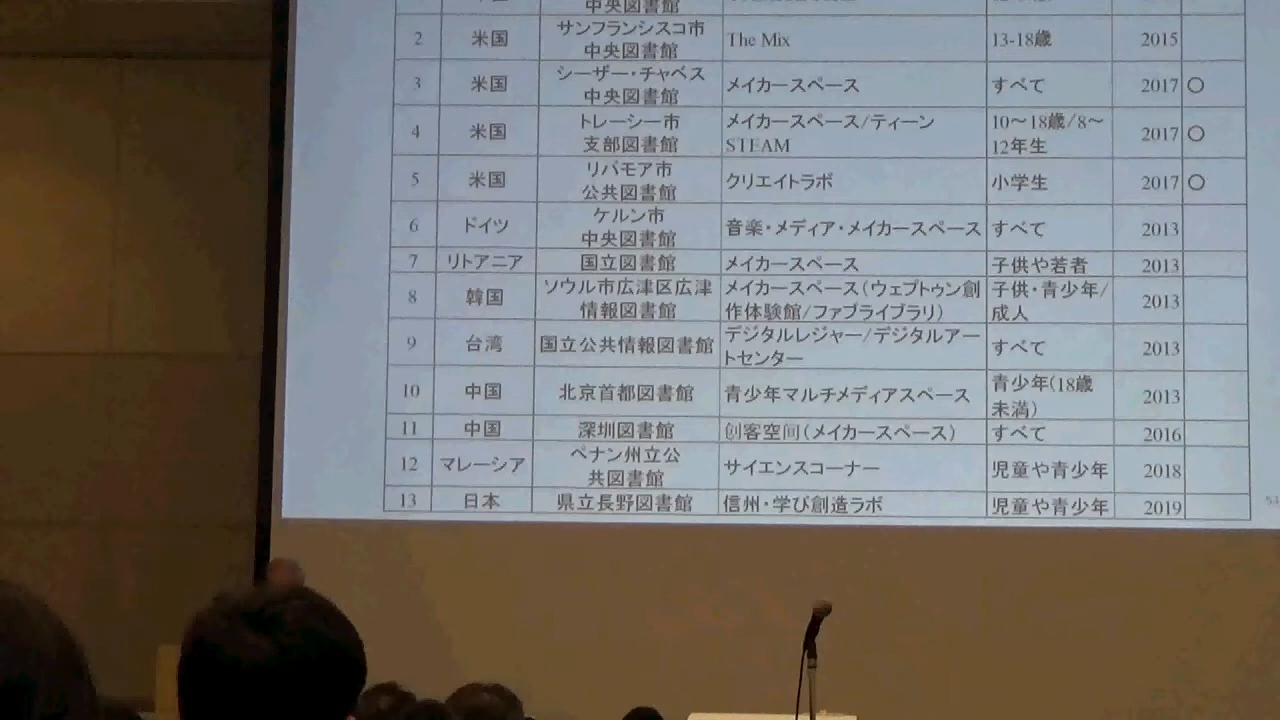 中央図書館
2 米国 サンフランシスコ市 中央図書館 The Mix 13-18歳 2015
3 米国 シーザー・チャベス 中央図書館 メイカースペース すべて 2017 ○
4 米国 トレーシー市 支部図書館 メイカースペース/ティーン STEAM 10～18歳/8～ 12年生 2017 ○
5 米国 リバモア市 公共図書館 クリエイトラボ 小学生 2017 ○
6 ドイツ ケルン市 中央図書館 音楽・メディア・メイカースペース すべて 2013
7 リトアニア 国立図書館 メイカースペース 子供や若者 2013
8 韓国 ソウル市広津区広津 情報図書館 メイカースペース（ウェブトゥン創 作体験館/ファブライブラリ） 子供・青少年/ 成人 2013
9 台湾 国立公共情報図書館 デジタルレジャー/デジタルアー トセンター すべて 2013
10 中国 北京首都図書館 青少年マルチメディアスペース 青少年(18歳 未満) 2013
11 中国 深圳図書館 创客空间（メイカースペース） すべて 2016
12 マレーシア ペナン州立公 共図書館 サイエンスコーナー 児童や青少年 2018
13 日本 県立長野図書館 信州・学び創造ラボ 児童や青少年 2019